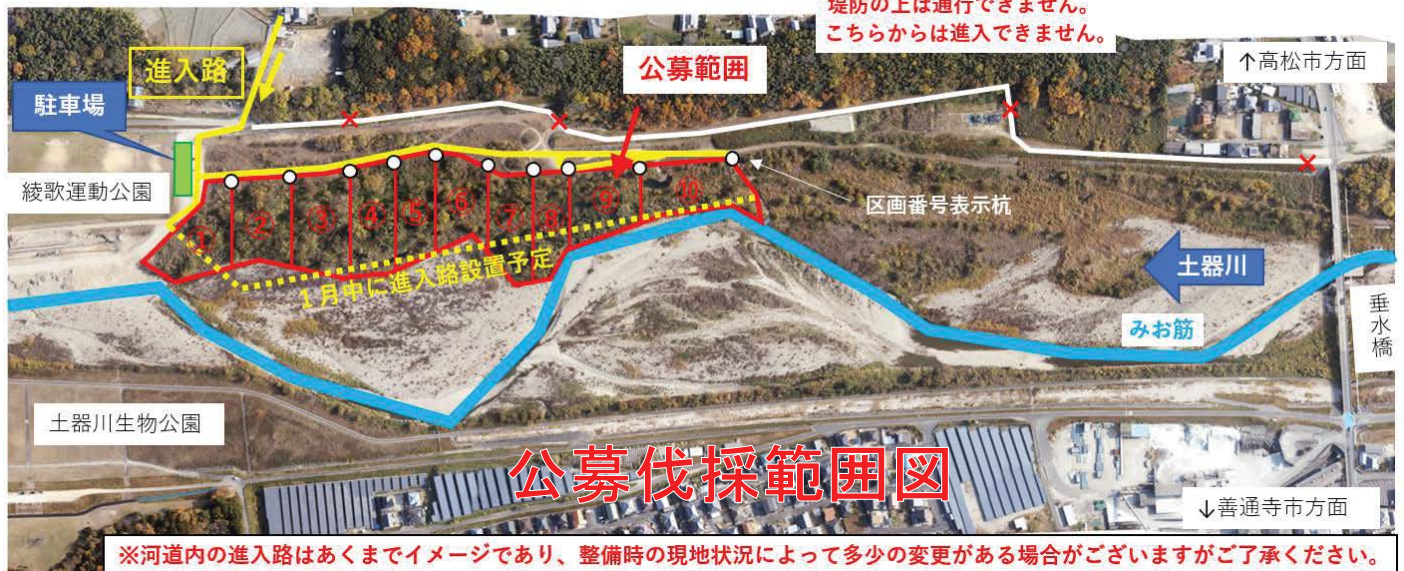 堤防の上は通行できません。
こちらからは進入できません。
↑高松市方面
進入路
公募範囲
駐車場
綾歌運動公園
①
②
③
④
⑤
⑥
⑦
⑧
⑨
⑩
区画番号表示杭
1月中に進入路設置予定
土器川
みお筋
垂水橋
土器川生物公園
公募伐採範囲図
↓善通寺市方面
※河道内の進入路はあくまでイメージであり、整備時の現地状況によって多少の変更がある場合がございますがご了承ください。